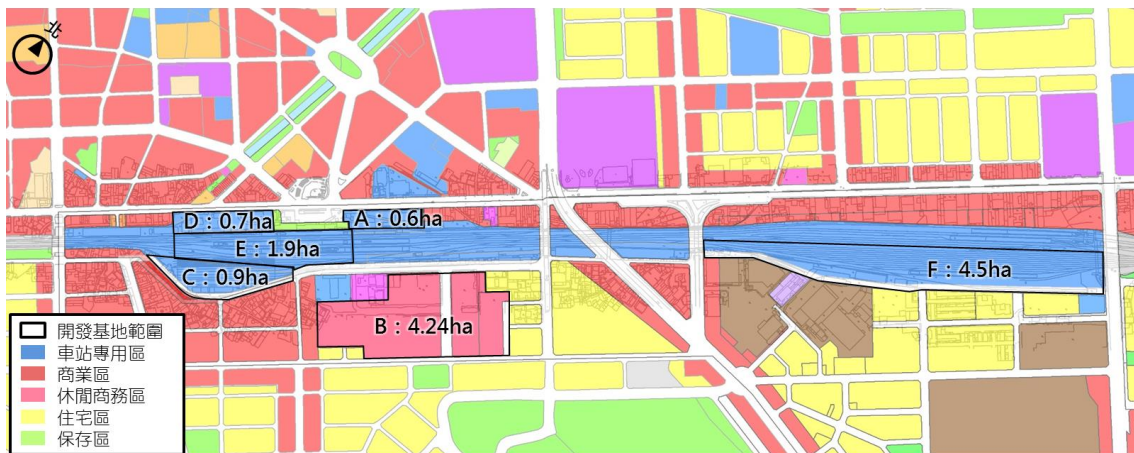 北
D：0.7ha
A：0.6ha
E：1.9ha
C：0.9ha
F：4.5ha
B：4.24ha
開發基地範圍
車站專用區
商業區
休閒商務區
住宅區
保存區